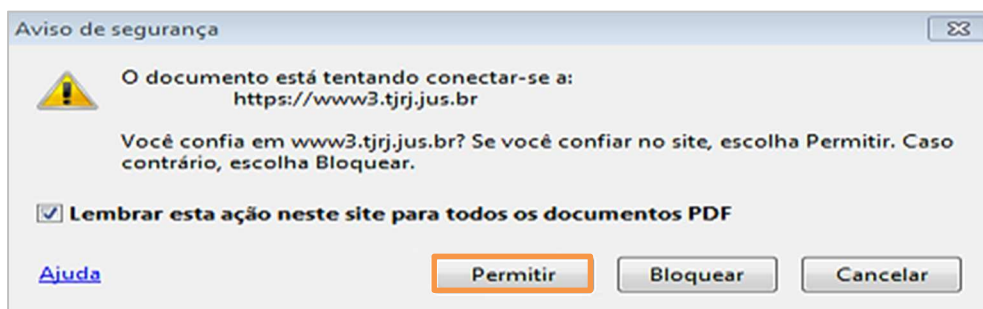 Aviso de segurança
O documento está tentando conectar-se a:
https://www3.tjrj.jus.br
Você confia em www3.tjrj.jus.br? Se você confiar no site, escolha Permitir. Caso
contrário, escolha Bloquear.
Lembrar esta ação neste site para todos os documentos PDF
Ajuda Permitir Bloquear Cancelar